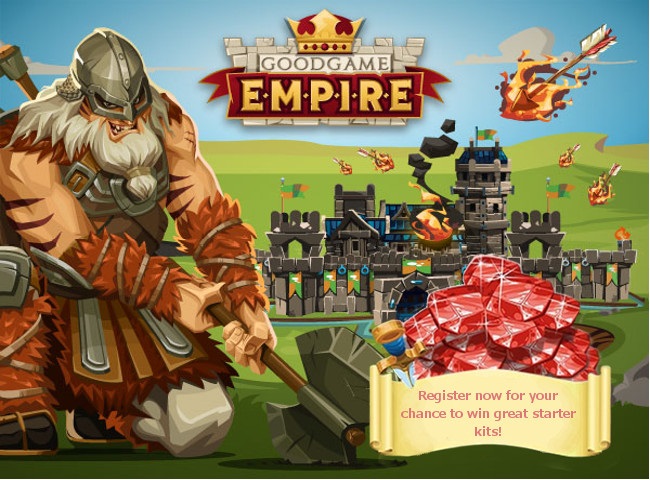 GOODGAME
EMPIRE
Register now for your
chance to win great starter
kits!